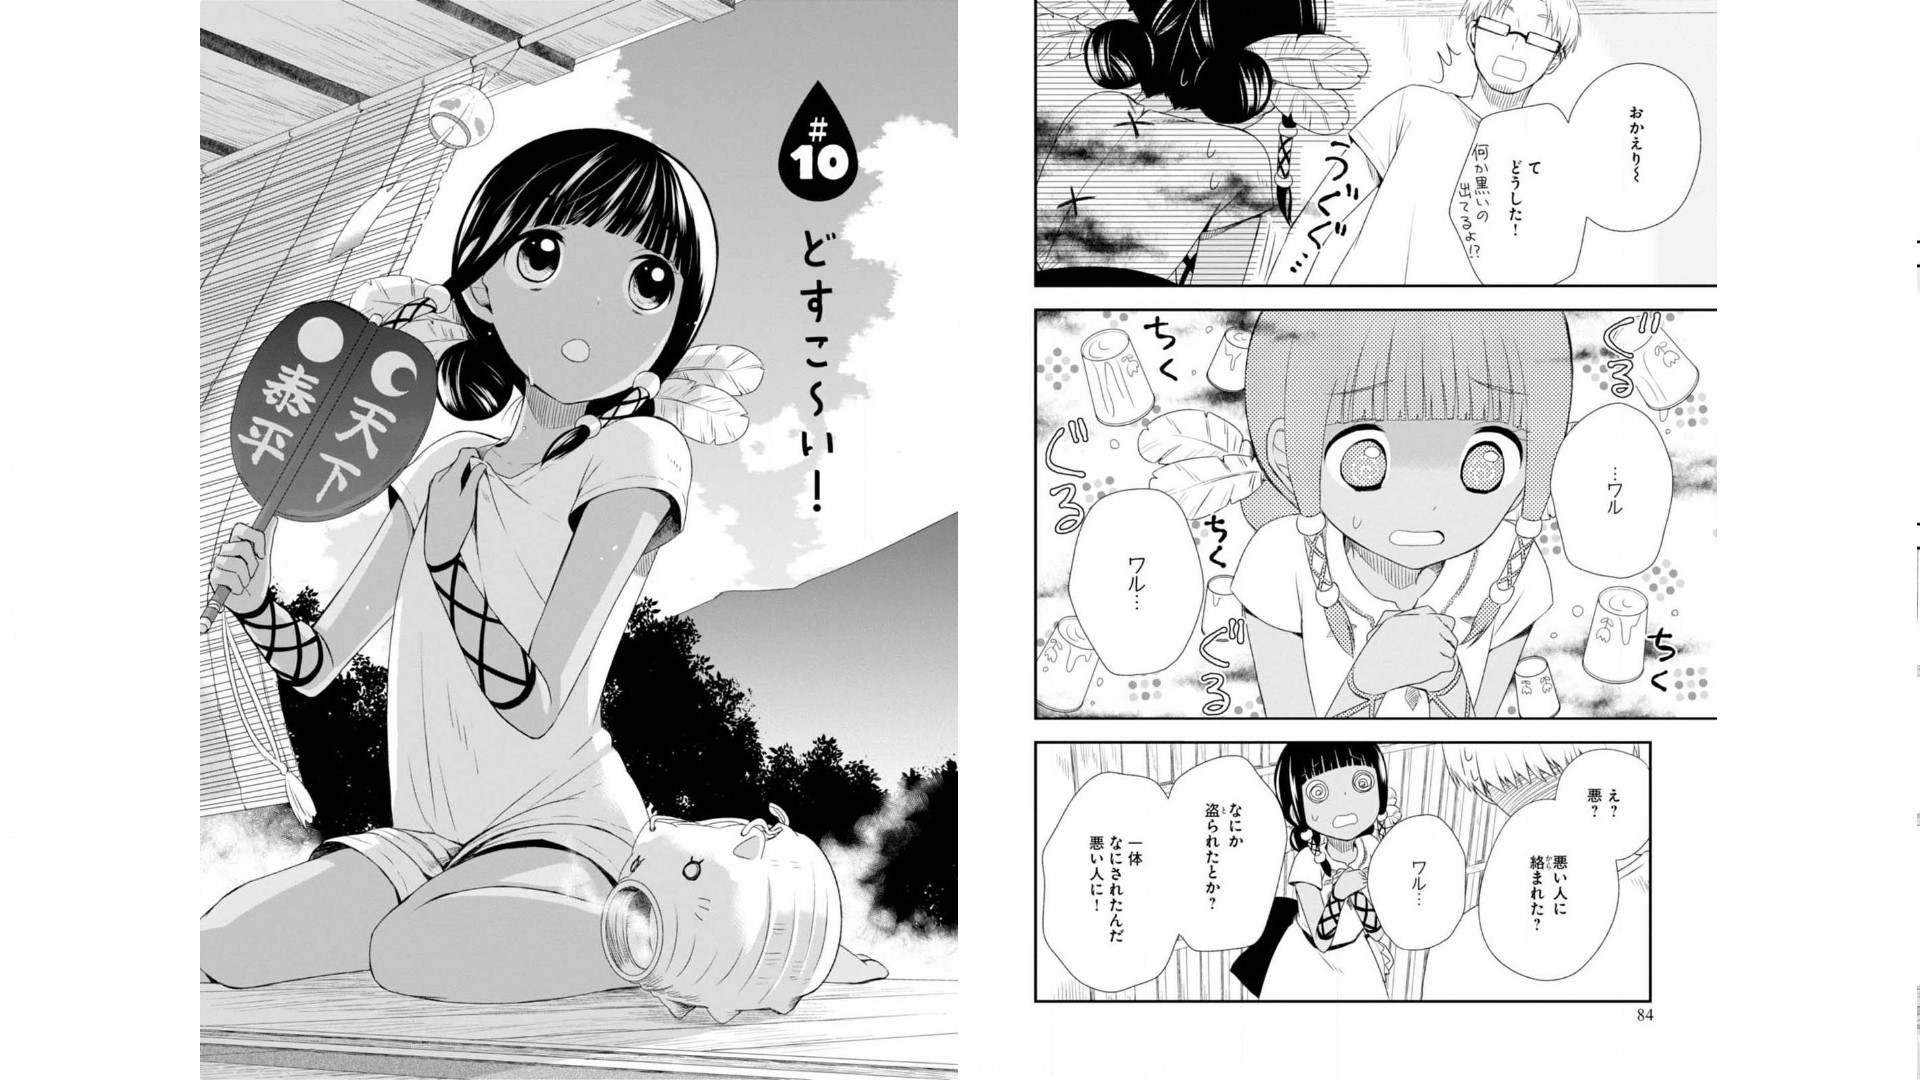 おかえり〜
て
どうした！
何か黒いの
出てるよ!?
うぐぐぐ…
ちく
ぐる
…ワル
ぐる
ちく
ワル…
ちく
ぐる
え？
悪？
悪い人に
絡まれた？
から
ワル…
なにか
盗られたとか？
と
一体
なにされたんだ
悪い人に！
84
#
10
どすこ〜い！
天下
泰平